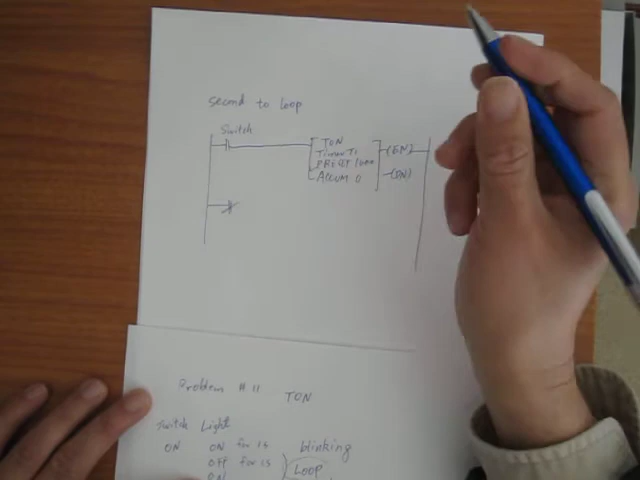 second to loop
Switch
TON
Timer T1
PRESET 1000
ACCUM 0
(EN)
(DN)
Problem #11 TON
Switch Light
ON ON for 1s blinking
OFF for 1s Loop
ON